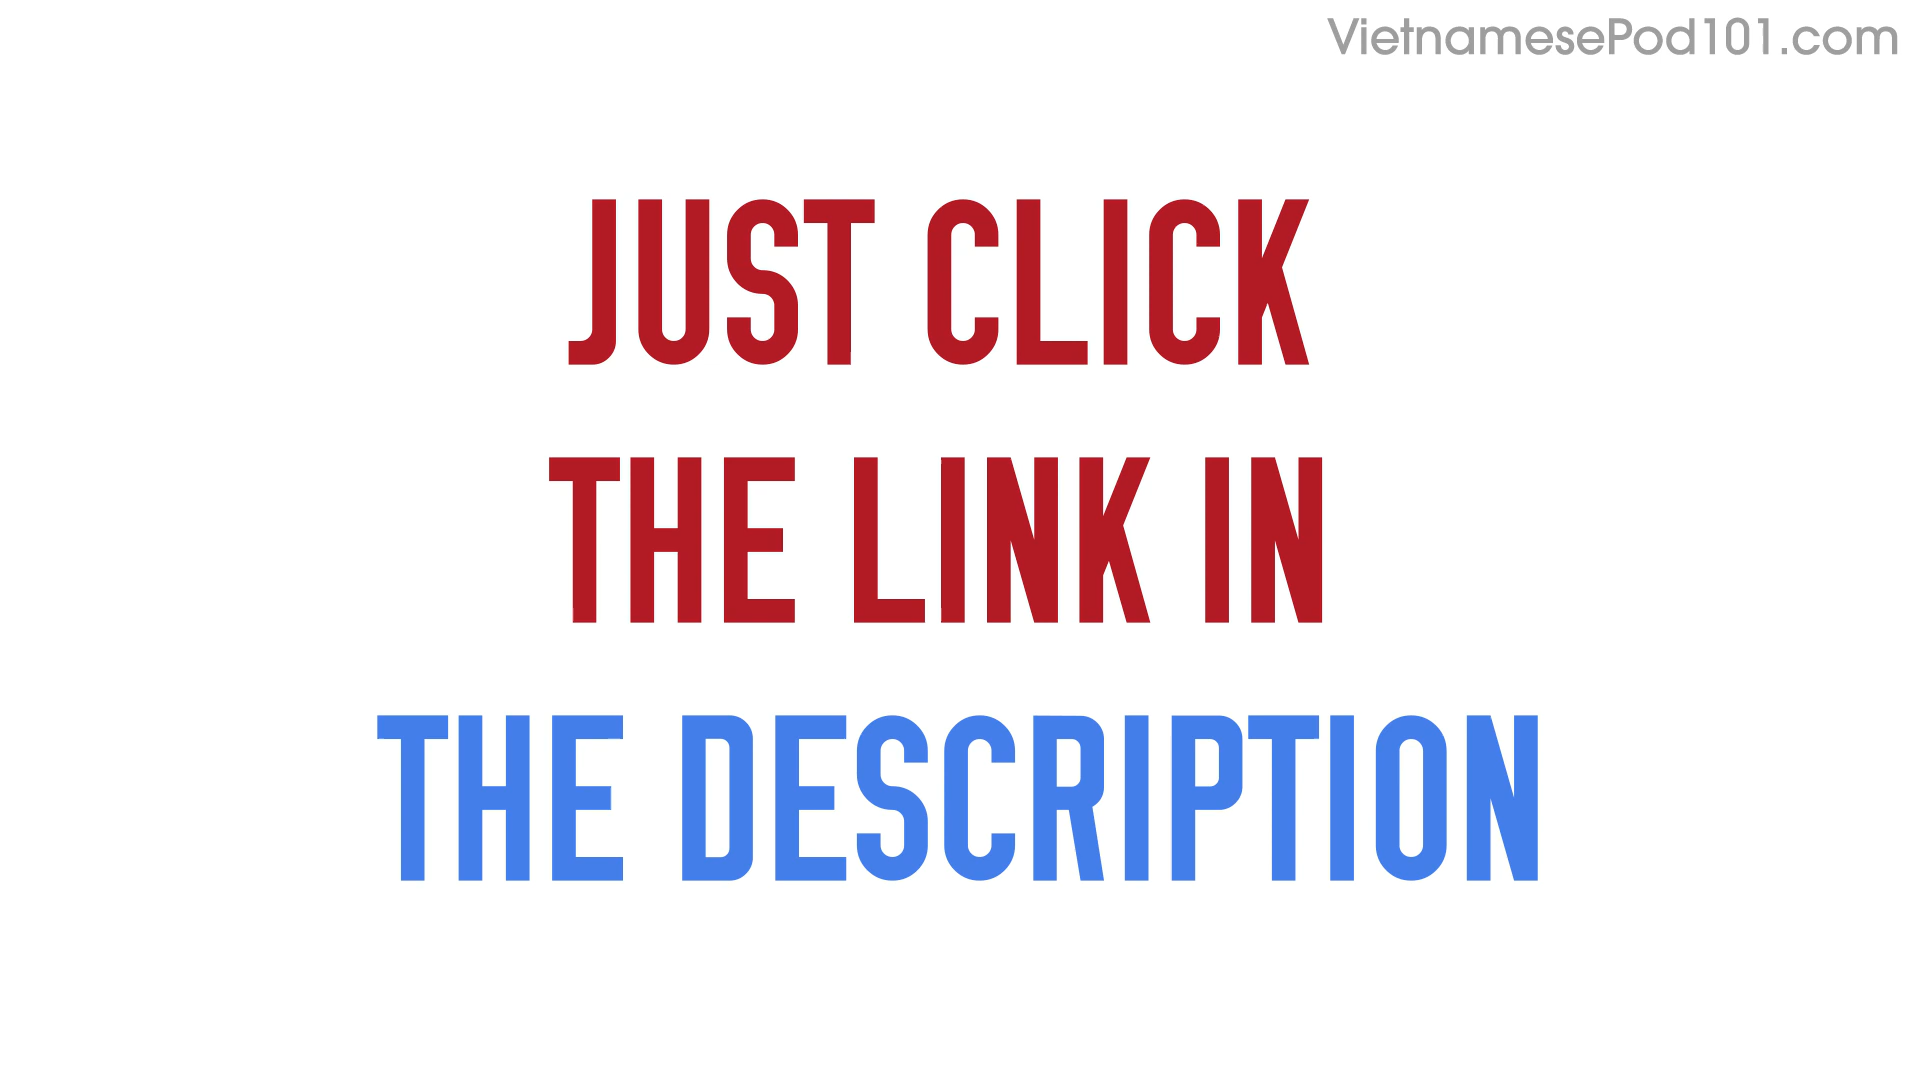 VietnamesePod101.com
JUST CLICK
THE LINK IN
THE DESCRIPTION